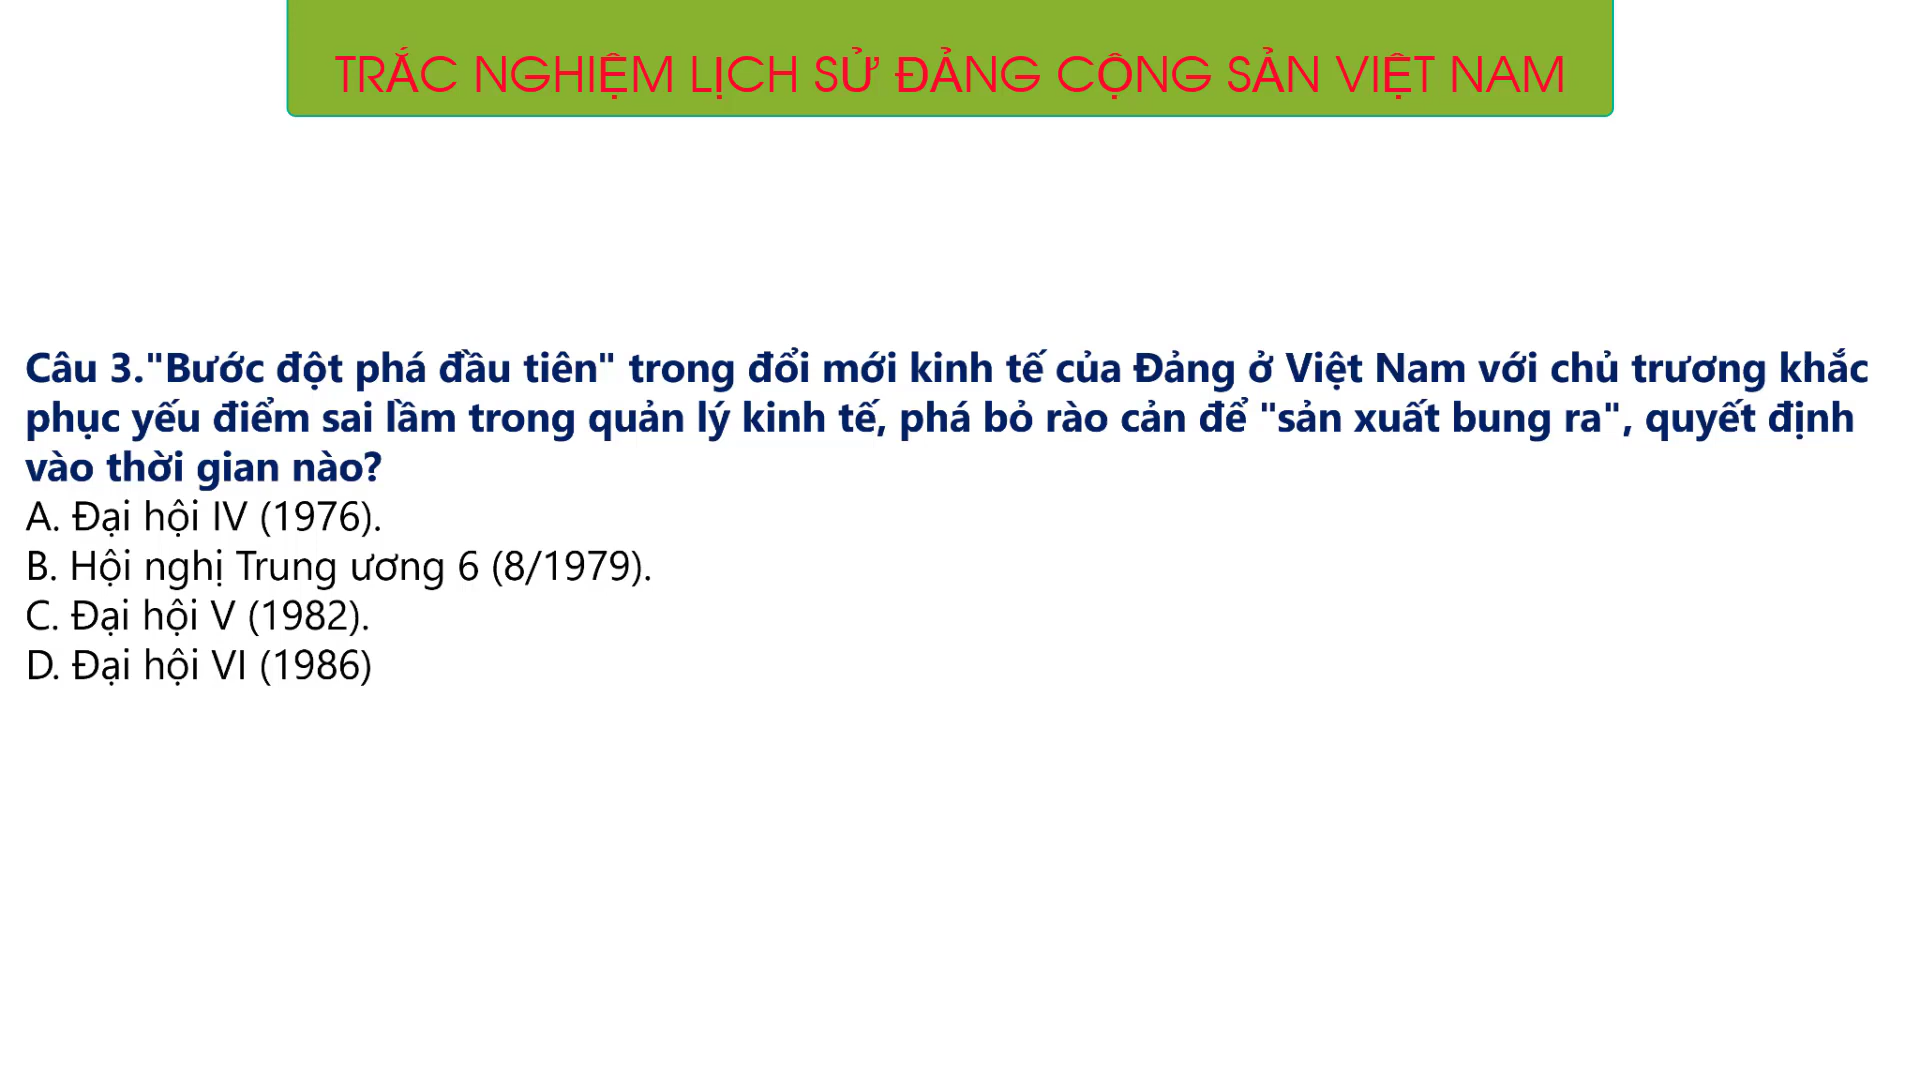 TRẮC NGHIỆM LỊCH SỬ ĐẢNG CỘNG SẢN VIỆT NAM
Câu 3."Bước đột phá đầu tiên" trong đổi mới kinh tế của Đảng ở Việt Nam với chủ trương khắc
phục yếu điểm sai lầm trong quản lý kinh tế, phá bỏ rào cản để "sản xuất bung ra", quyết định
vào thời gian nào?
A. Đại hội IV (1976).
B. Hội nghị Trung ương 6 (8/1979).
C. Đại hội V (1982).
D. Đại hội VI (1986)